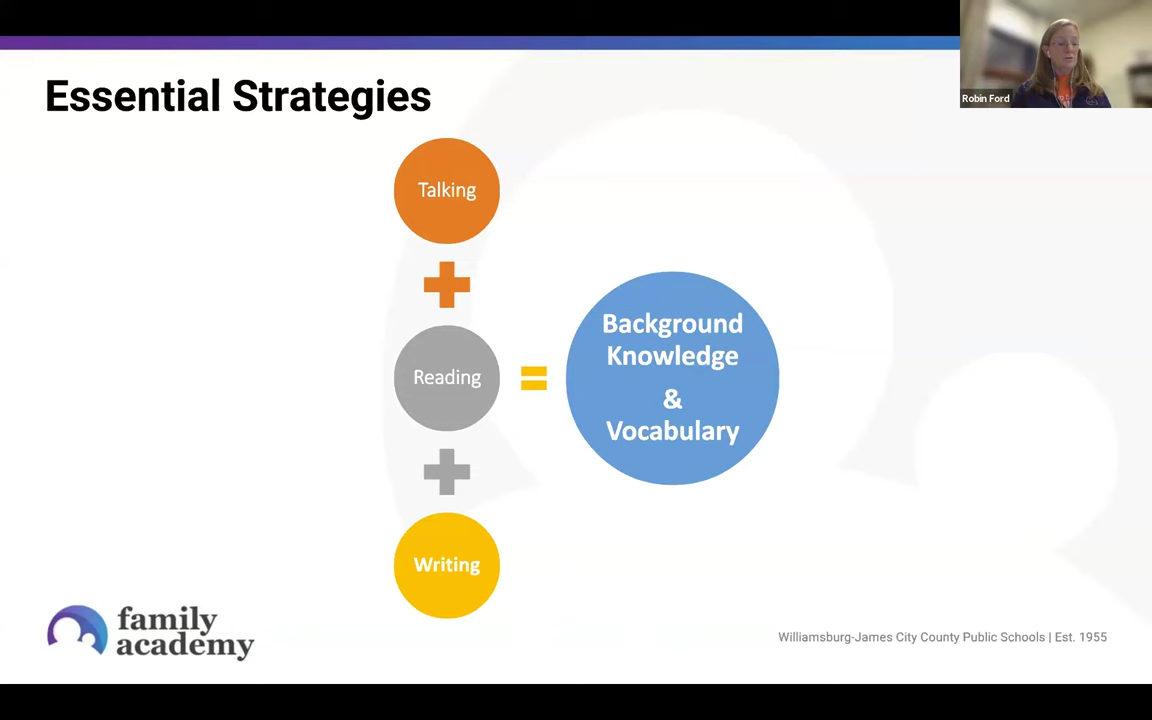 Essential Strategies
Robin Ford
Talking
Reading
Writing
Background
Knowledge
&
Vocabulary
family
academy
Williamsburg-James City County Public Schools | Est. 1955